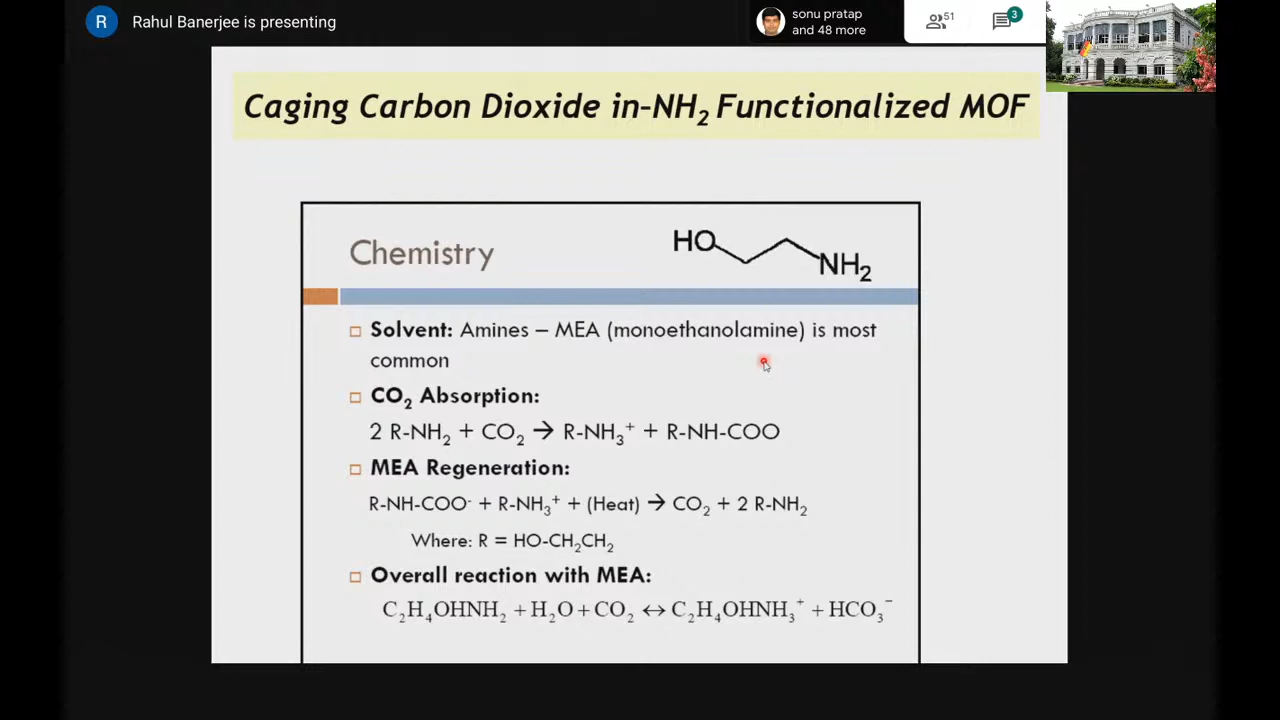 R Rahul Banerjee is presenting
sonu pratap
and 48 more
51
3
Caging Carbon Dioxide in-NH₂ Functionalized MOF
Chemistry
HO NH₂
Solvent: Amines – MEA (monoethanolamine) is most
common
CO₂ Absorption:
2 R-NH₂ + CO₂ → R-NH₃⁺ + R-NH-COO
MEA Regeneration:
R-NH-COO⁻ + R-NH₃⁺ + (Heat) → CO₂ + 2 R-NH₂
Where: R = HO-CH₂CH₂
Overall reaction with MEA:
C₂H₄OHNH₂ + H₂O + CO₂ ↔ C₂H₄OHNH₃⁺ + HCO₃⁻